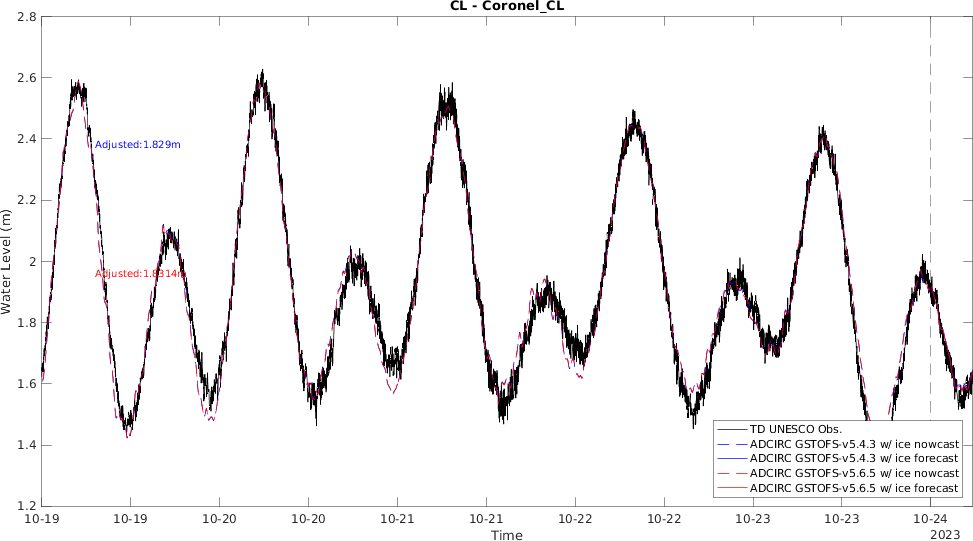 CL - Coronel_CL
2.8
2.6
2.4
2.2
2
1.8
1.6
1.4
1.2
Water Level (m)
Adjusted:1.829m
Adjusted:1.8314m
TD UNESCO Obs.
ADCIRC GSTOFS-v5.4.3 w/ ice nowcast
ADCIRC GSTOFS-v5.4.3 w/ ice forecast
ADCIRC GSTOFS-v5.6.5 w/ ice nowcast
ADCIRC GSTOFS-v5.6.5 w/ ice forecast
10-19 10-19 10-20 10-20 10-21 10-21 10-22 10-22 10-23 10-23 10-24
Time
2023